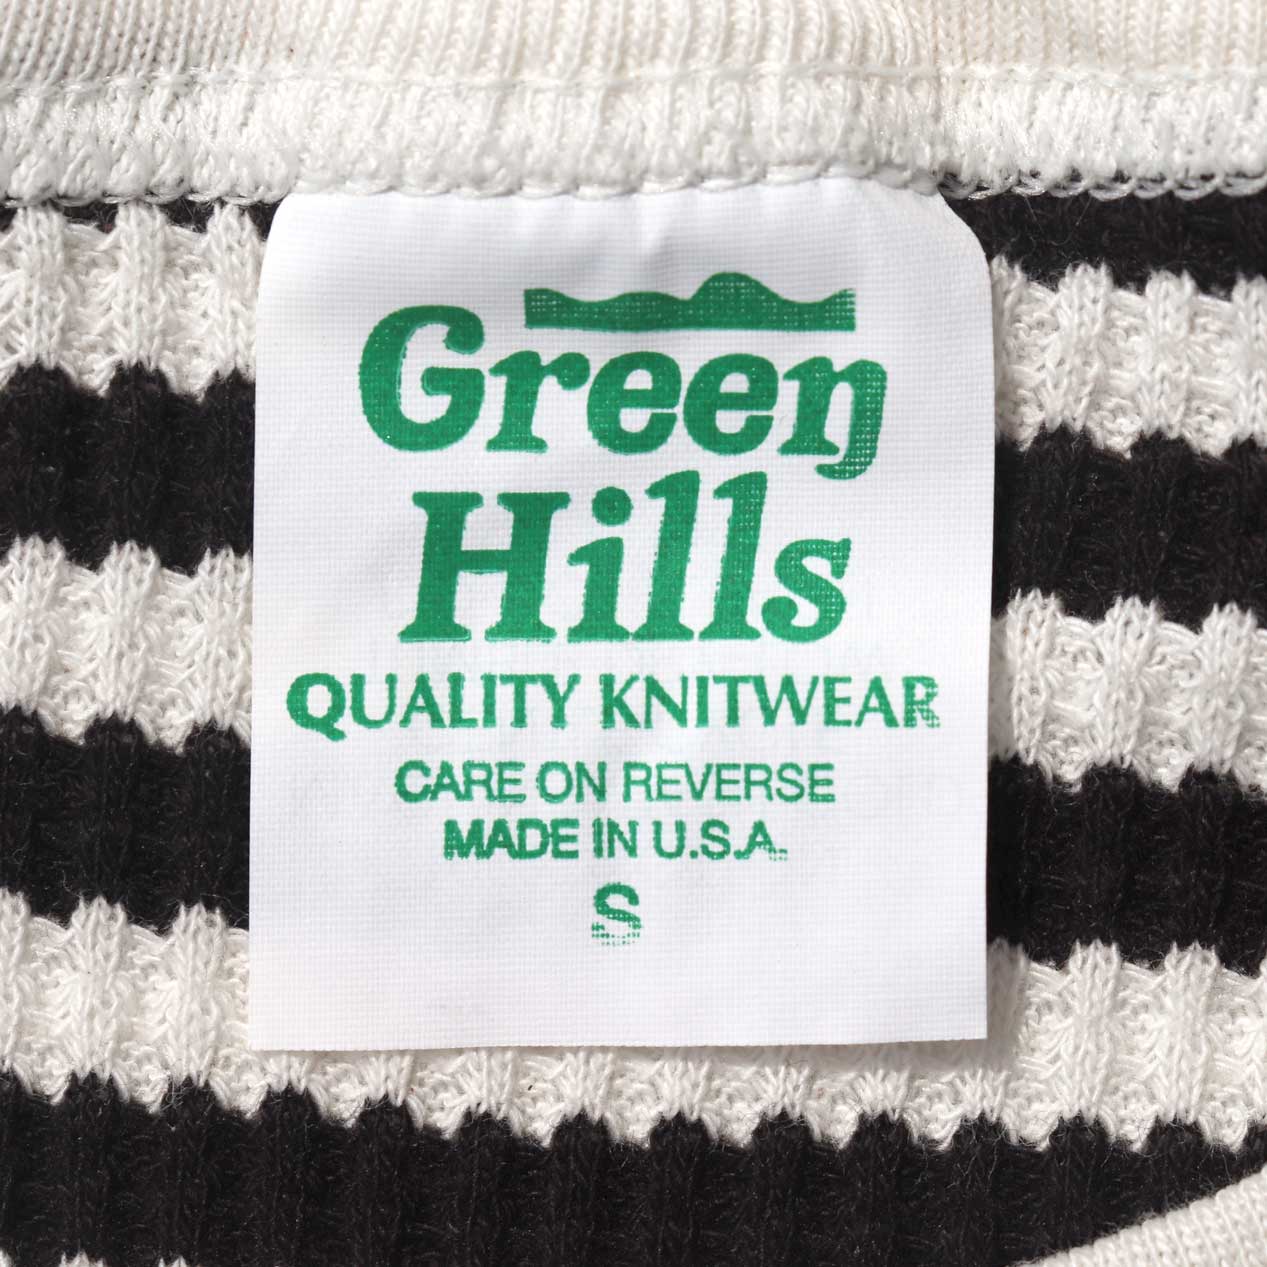 Green
Hills
QUALITY KNITWEAR
CARE ON REVERSE
MADE IN U.S.A.
S